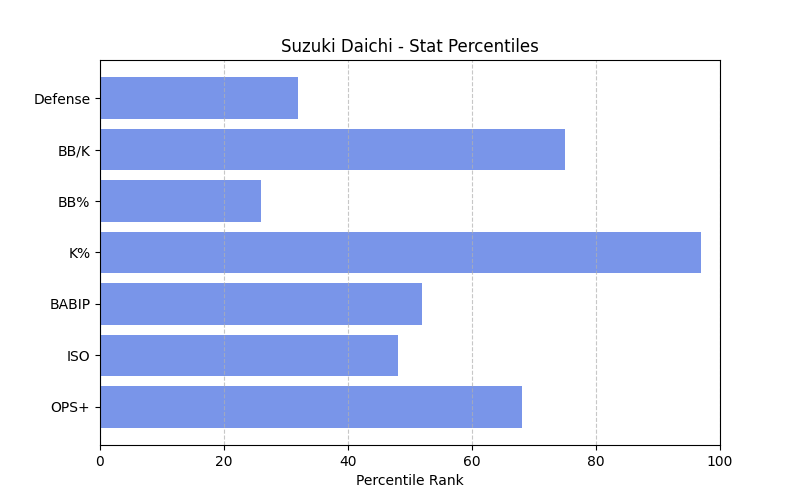 Suzuki Daichi - Stat Percentiles
Defense
BB/K
BB%
K%
BABIP
ISO
OPS+
0 20 40 60 80 100
Percentile Rank